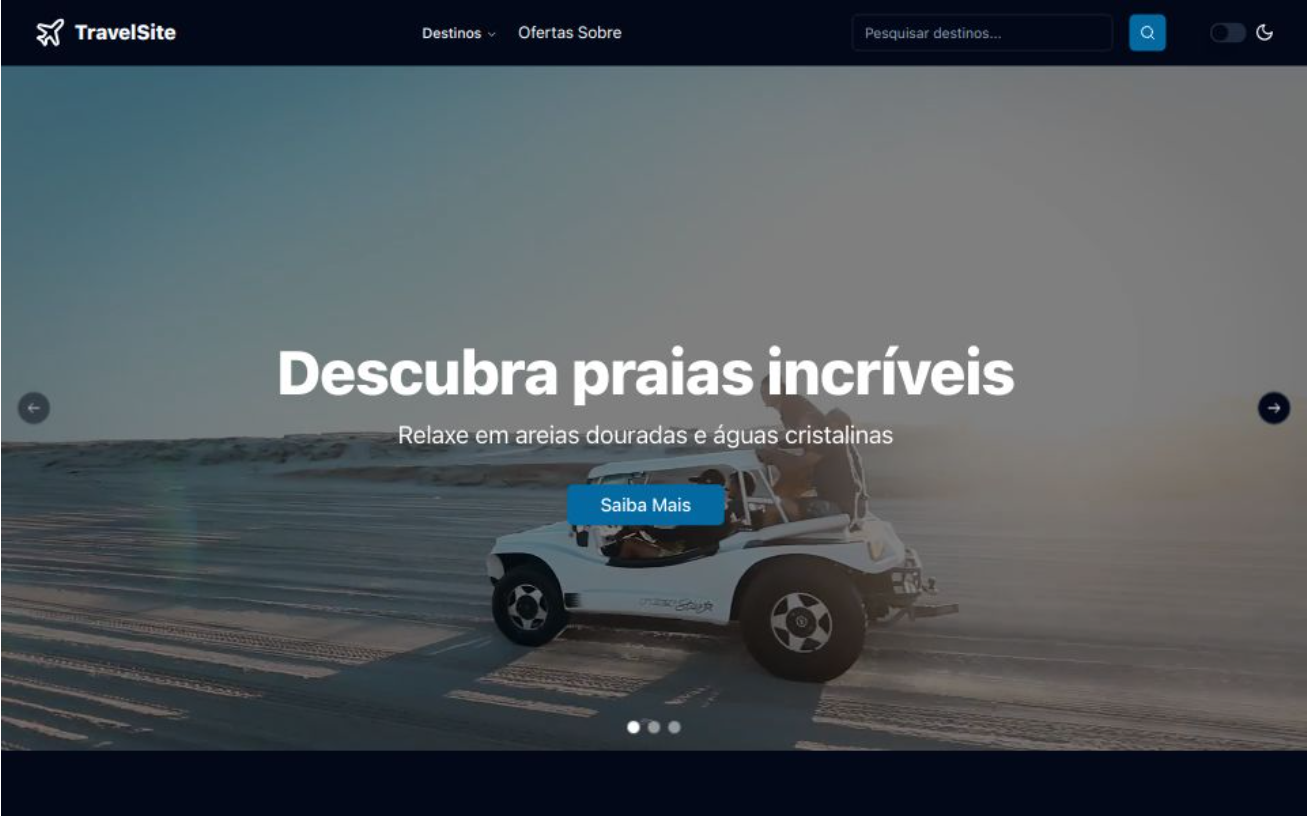 TravelSite
Destinos
Ofertas Sobre
Pesquisar destinos...
Descubra praias incríveis
Relaxe em areias douradas e águas cristalinas
Saiba Mais